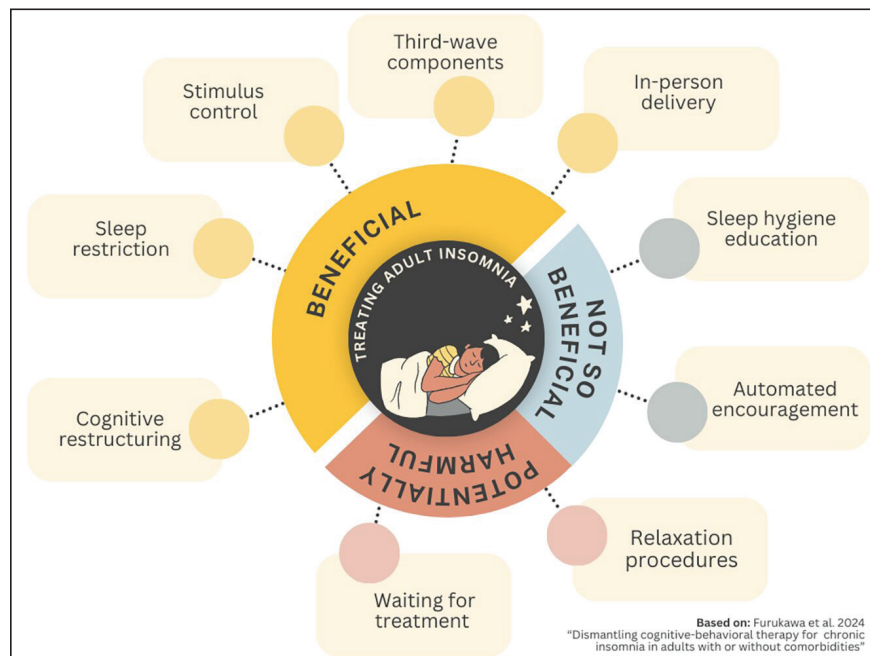 Third-wave
components
In-person
delivery
Stimulus
control
Sleep
restriction
Sleep hygiene
education
BENEFICIAL
TREATING ADULT INSOMNIA
NOT SO
BENEFICIAL
Cognitive
restructuring
Automated
encouragement
POTENTIALLY
HARMFUL
Relaxation
procedures
Waiting for
treatment
Based on: Furukawa et al. 2024
"Dismantling cognitive-behavioral therapy for chronic
insomnia in adults with or without comorbidities"